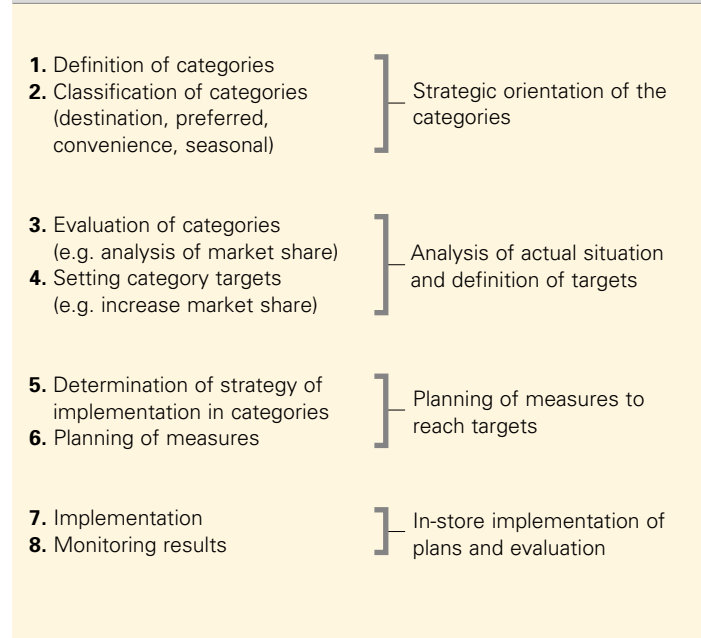 1. Definition of categories
2. Classification of categories
(destination, preferred,
convenience, seasonal)
Strategic orientation of the
categories
3. Evaluation of categories
(e.g. analysis of market share)
4. Setting category targets
(e.g. increase market share)
Analysis of actual situation
and definition of targets
5. Determination of strategy of
implementation in categories
6. Planning of measures
Planning of measures to
reach targets
7. Implementation
8. Monitoring results
In-store implementation of
plans and evaluation